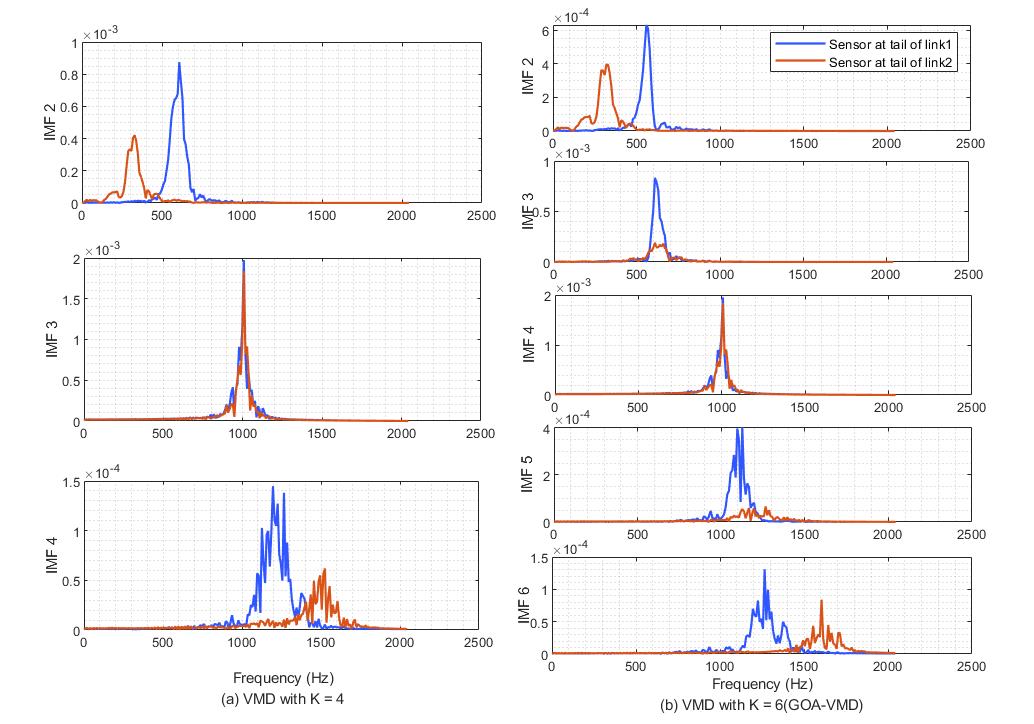 ×10⁻³
1
0.8
0.6
0.4
0.2
0
IMF 2
0 500 1000 1500 2000 2500
×10⁻³
2
1.5
1
0.5
0
IMF 3
0 500 1000 1500 2000 2500
×10⁻⁴
1.5
1
0.5
0
IMF 4
0 500 1000 1500 2000 2500
Frequency (Hz)
(a) VMD with K = 4
×10⁻⁴
6
4
2
0
IMF 2
Sensor at tail of link1
Sensor at tail of link2
0 500 1000 1500 2000 2500
×10⁻³
1
0.5
0
IMF 3
0 500 1000 1500 2000 2500
×10⁻³
2
1
0
IMF 4
0 500 1000 1500 2000 2500
×10⁻⁴
4
2
0
IMF 5
0 500 1000 1500 2000 2500
×10⁻⁴
1.5
1
0.5
0
IMF 6
0 500 1000 1500 2000 2500
Frequency (Hz)
(b) VMD with K = 6(GOA-VMD)